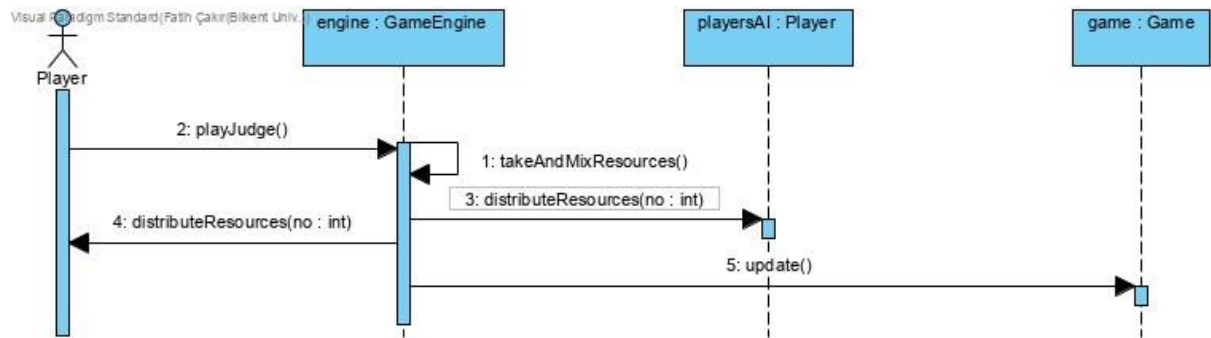 Visual Paradigm Standard(Fatih Çakır(Bilkent Univ.))
engine : GameEngine
playersAI : Player
game : Game
Player
2: playJudge()
1: takeAndMixResources()
3: distributeResources(no : int)
4: distributeResources(no : int)
5: update()